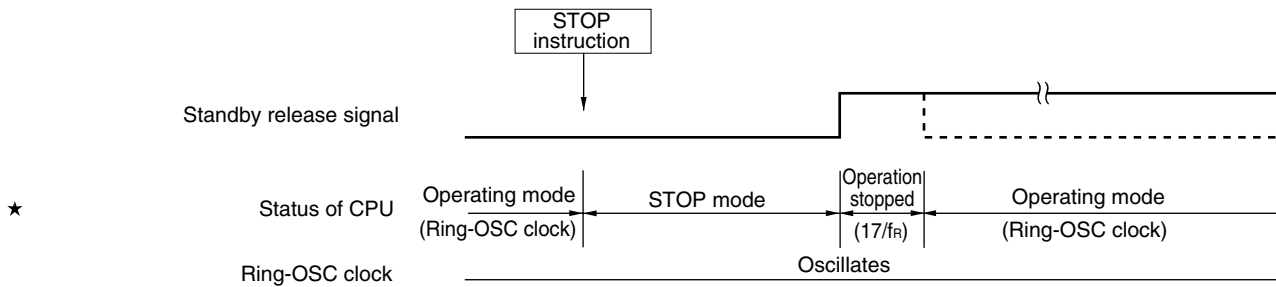 STOP
instruction
Standby release signal
★ Status of CPU
Operating mode
(Ring-OSC clock)
STOP mode
Operation
stopped
(17/fR)
Operating mode
(Ring-OSC clock)
Ring-OSC clock
Oscillates